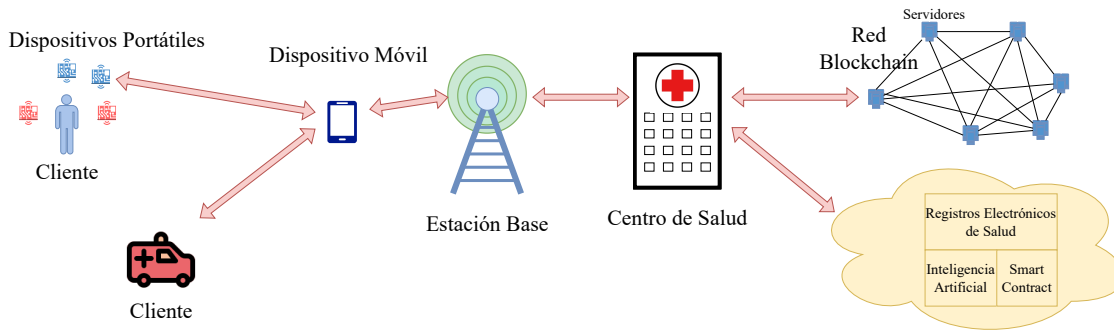 Dispositivos Portátiles
Cliente
Dispositivo Móvil
Cliente
Estación Base
Centro de Salud
Servidores
Red
Blockchain
Registros Electrónicos
de Salud
Inteligencia
Artificial
Smart
Contract